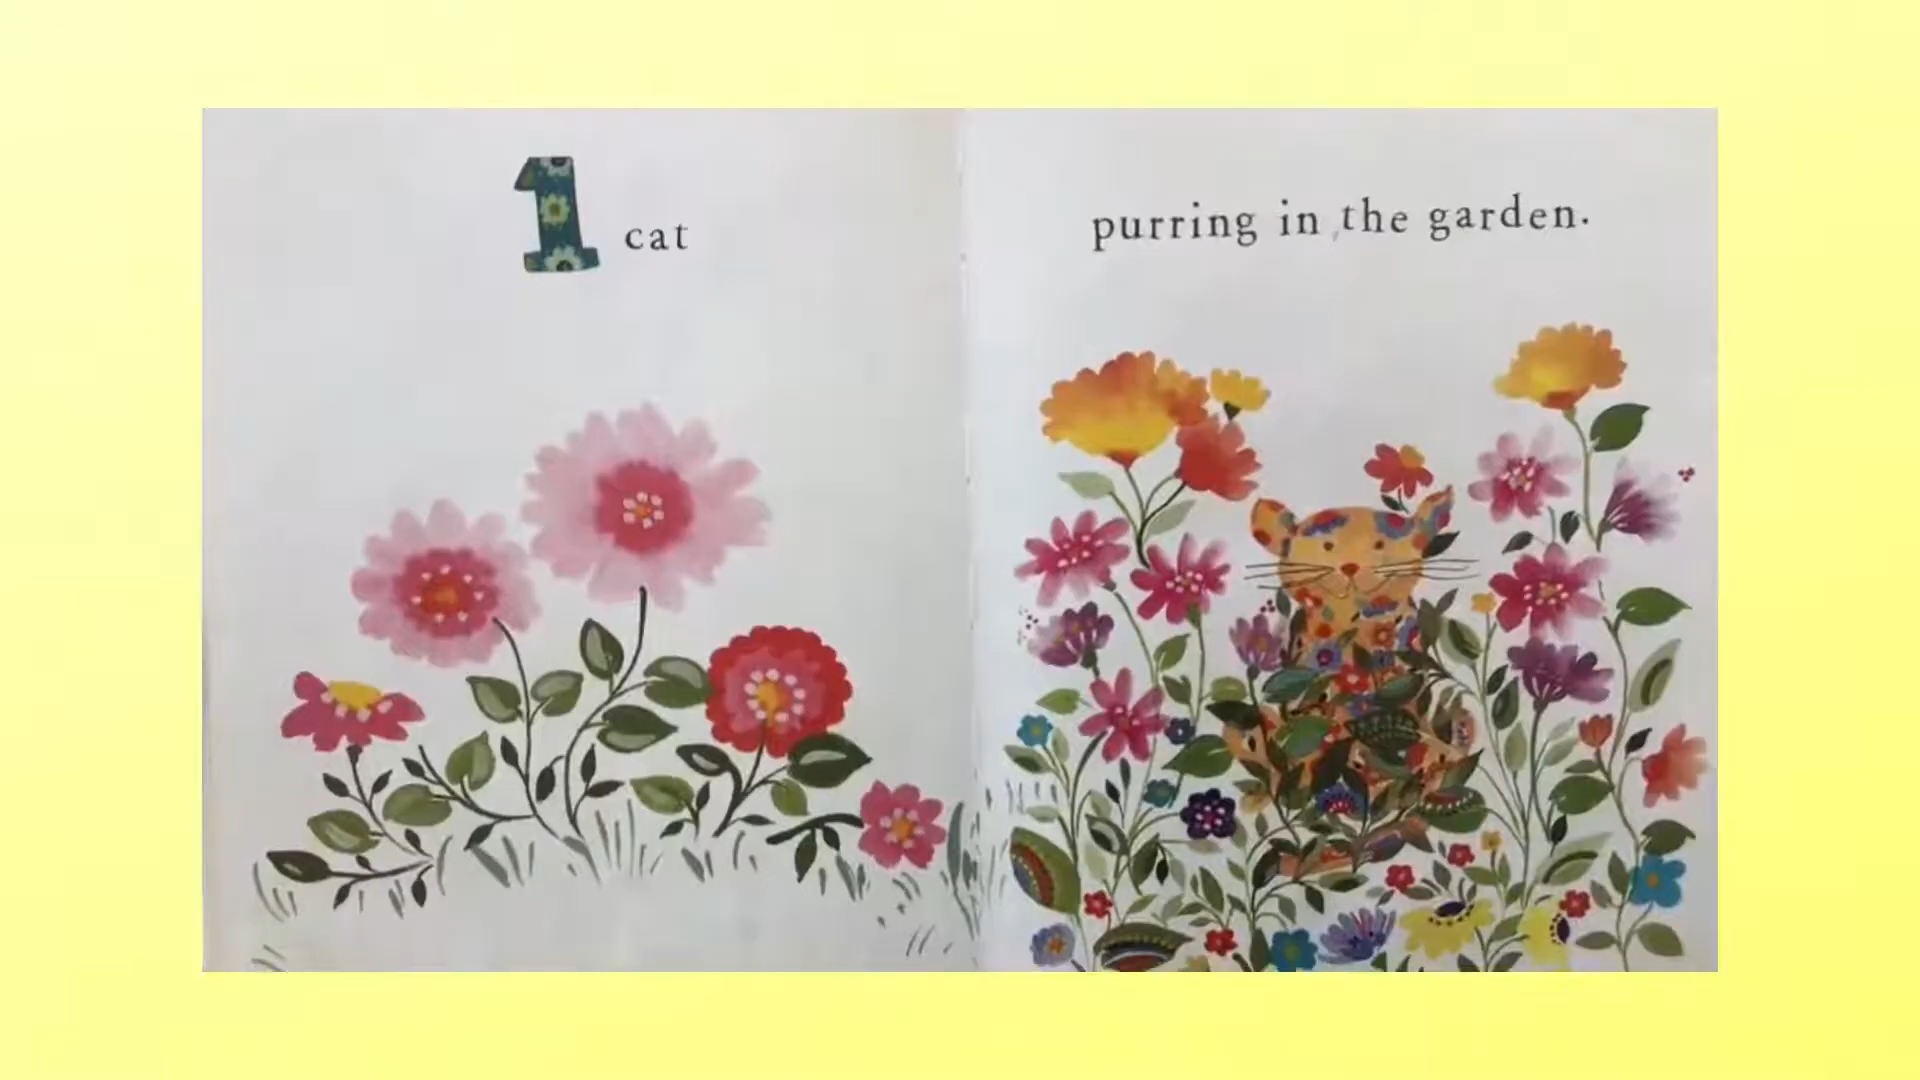 1 cat
purring in the garden.